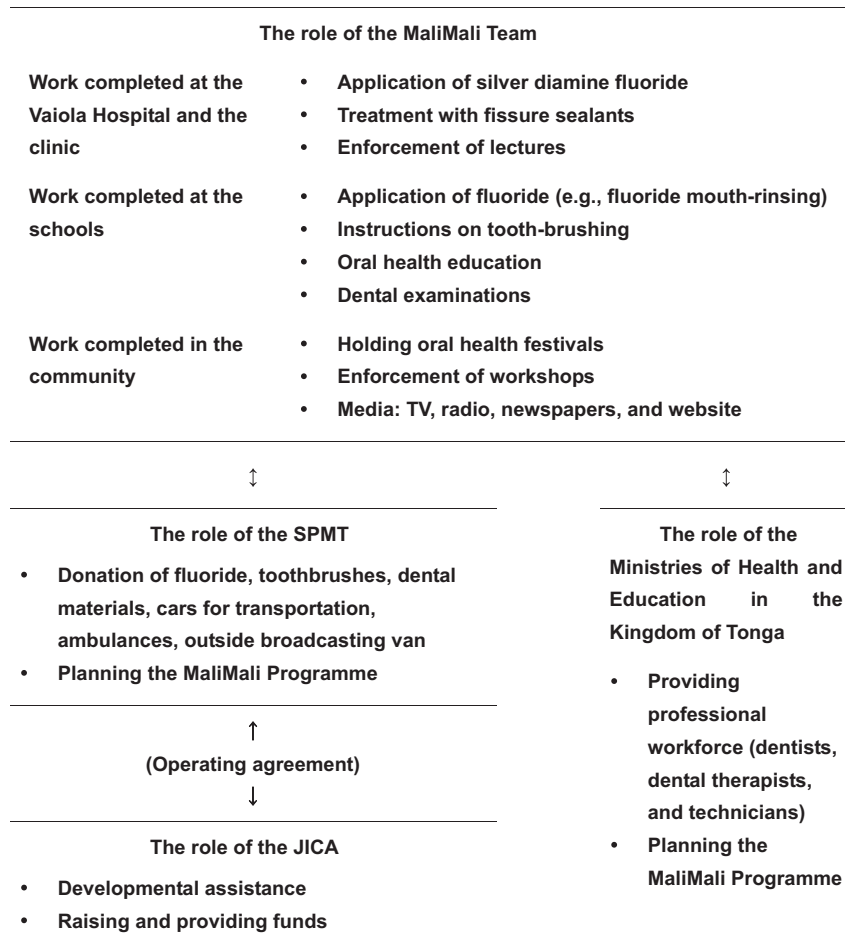 The role of the MaliMali Team
Work completed at the
Vaiola Hospital and the
clinic
• Application of silver diamine fluoride
• Treatment with fissure sealants
• Enforcement of lectures
Work completed at the
schools
• Application of fluoride (e.g., fluoride mouth-rinsing)
• Instructions on tooth-brushing
• Oral health education
• Dental examinations
Work completed in the
community
• Holding oral health festivals
• Enforcement of workshops
• Media: TV, radio, newspapers, and website
↕
↕
The role of the SPMT
• Donation of fluoride, toothbrushes, dental
materials, cars for transportation,
ambulances, outside broadcasting van
• Planning the MaliMali Programme
↑
(Operating agreement)
↓
The role of the JICA
• Developmental assistance
• Raising and providing funds
The role of the
Ministries of Health and
Education in the
Kingdom of Tonga
• Providing
professional
workforce (dentists,
dental therapists,
and technicians)
• Planning the
MaliMali Programme